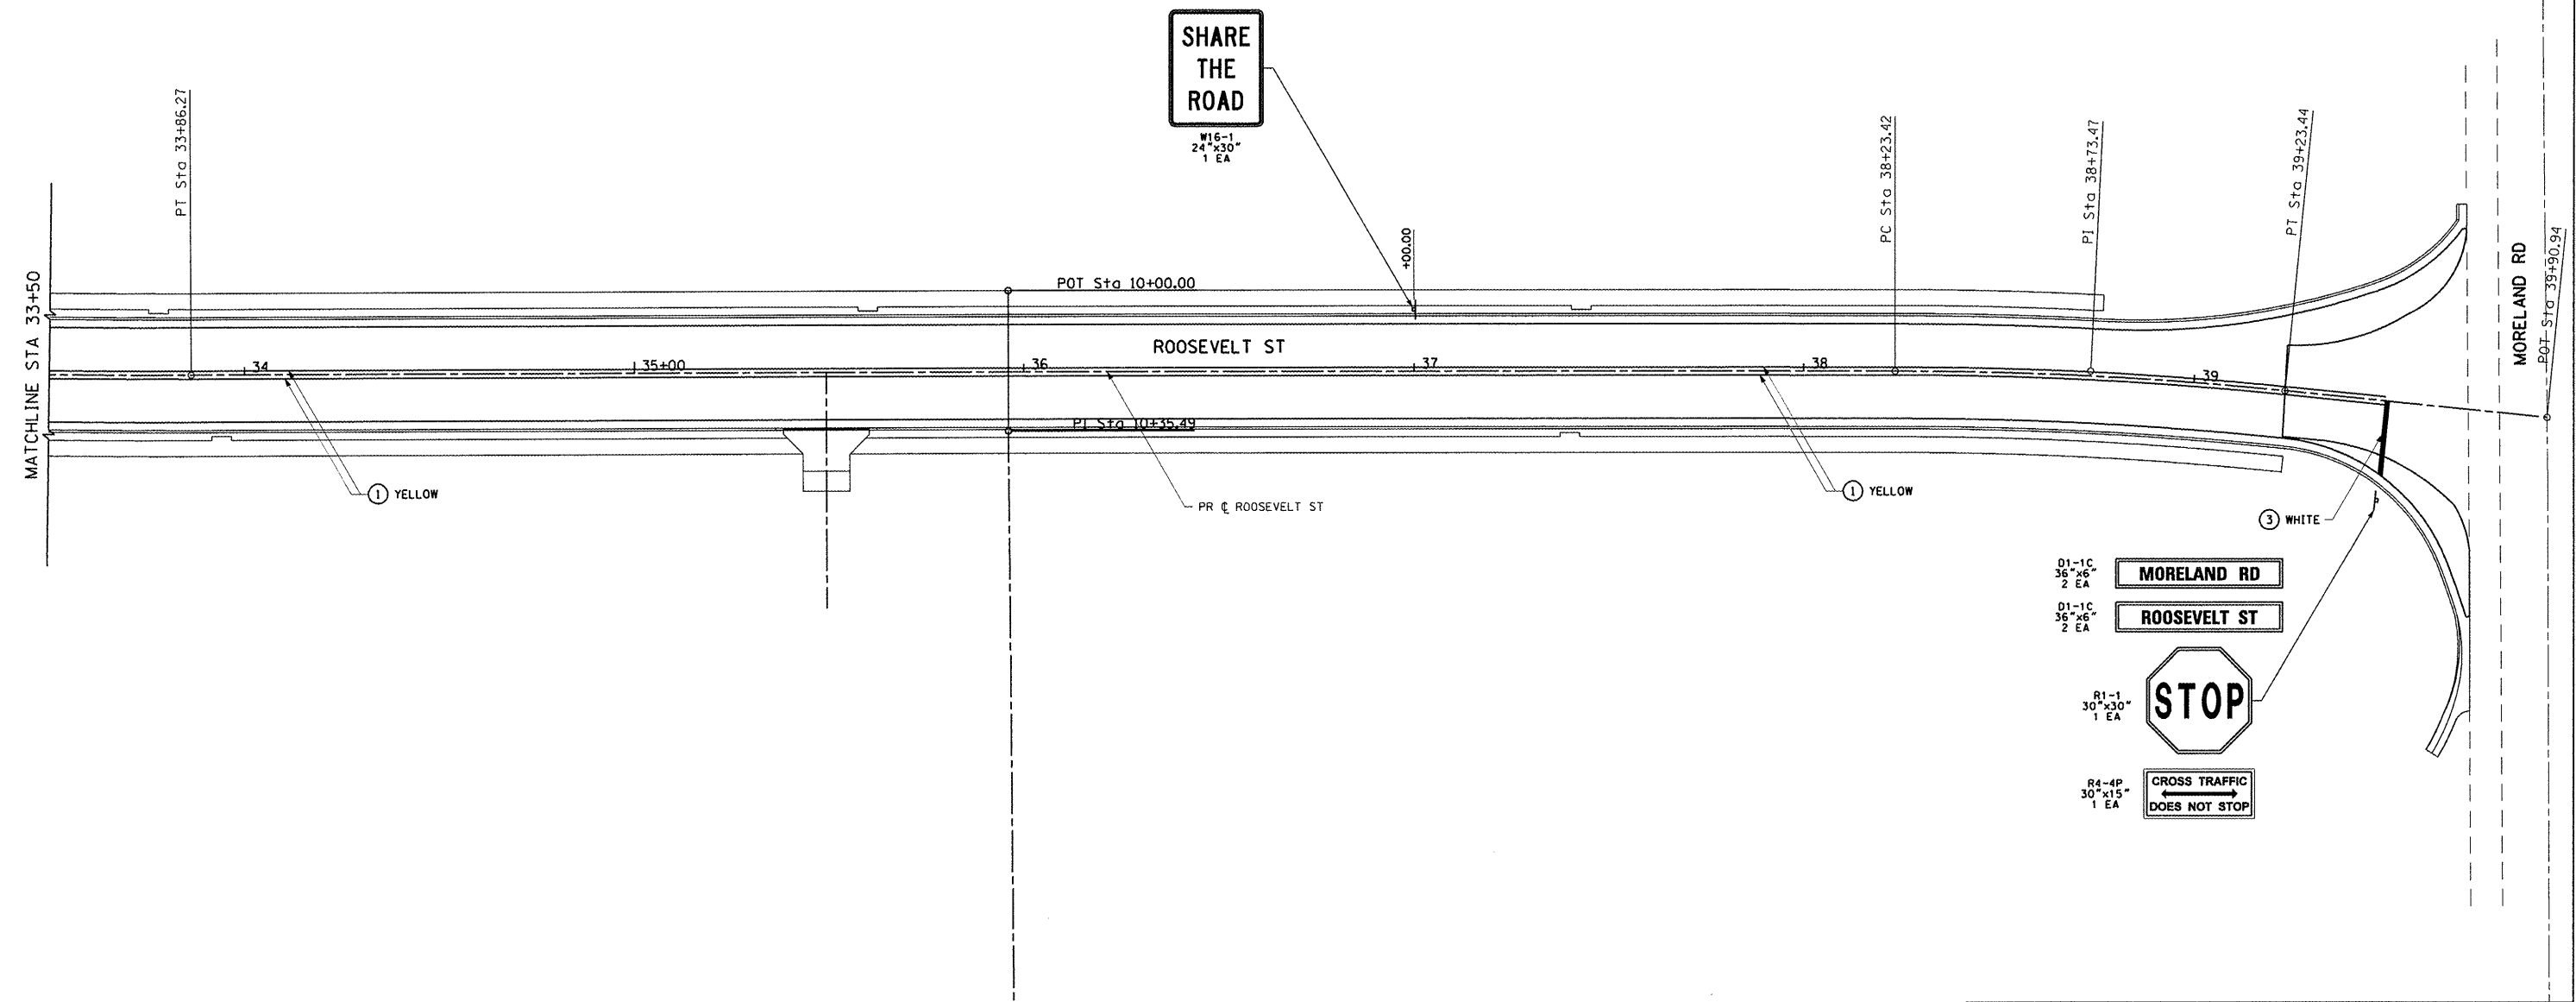 SHARE
THE
ROAD
W16-1
24"x30"
1 EA
PT Sta 33+86.27
PC Sta 38+23.42
PI Sta 38+73.47
PT Sta 39+23.44
MORELAND RD
POT Sta 39+90.94
MATCHLINE STA 33+50
+00.00
POT Sta 10+00.00
ROOSEVELT ST
34
35+00
36
37
38
39
PI Sta 10+35.49
1 YELLOW
PR ℄ ROOSEVELT ST
1 YELLOW
3 WHITE
D1-1C
36"x6"
2 EA
MORELAND RD
D1-1C
36"x6"
2 EA
ROOSEVELT ST
R1-1
30"x30"
1 EA
STOP
R4-4P
30"x15"
1 EA
CROSS TRAFFIC
DOES NOT STOP